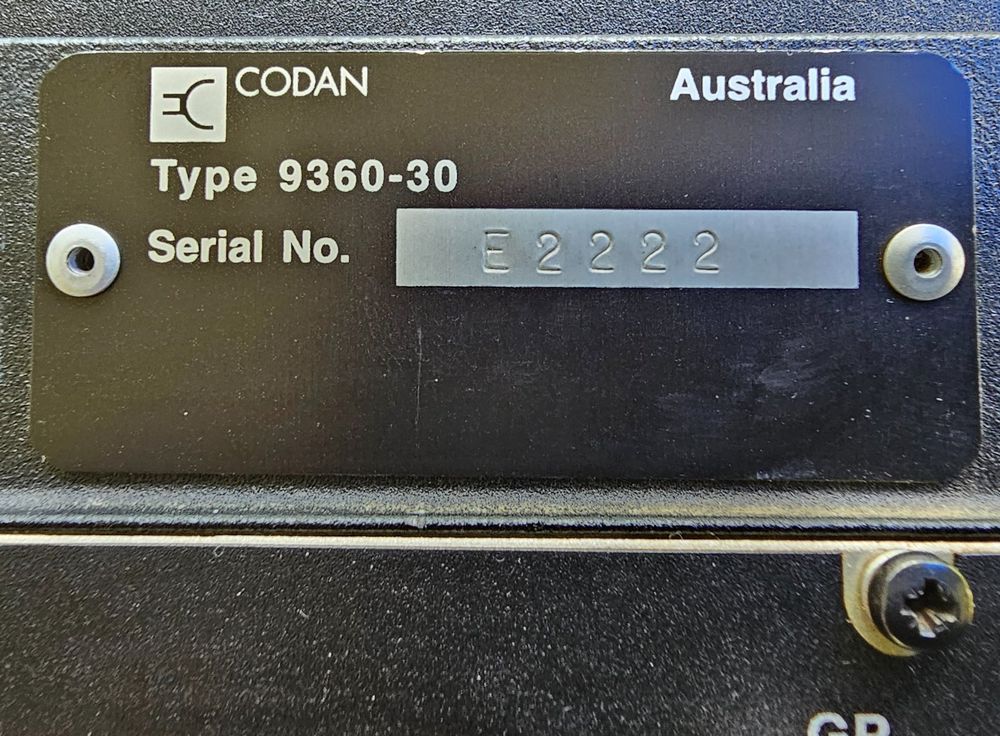 CODAN
Australia
Type 9360-30
Serial No. E2222